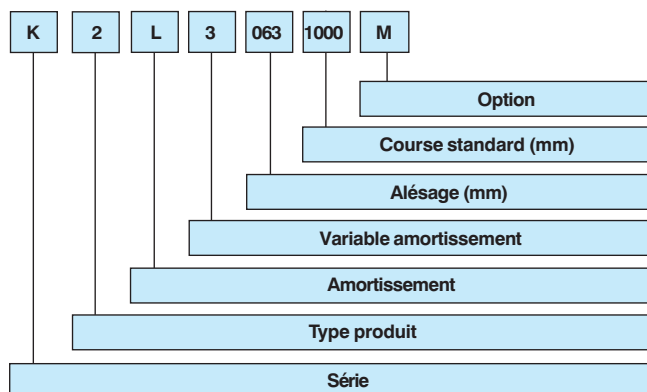 K 2 L 3 063 1000 M
Option
Course standard (mm)
Alésage (mm)
Variable amortissement
Amortissement
Type produit
Série